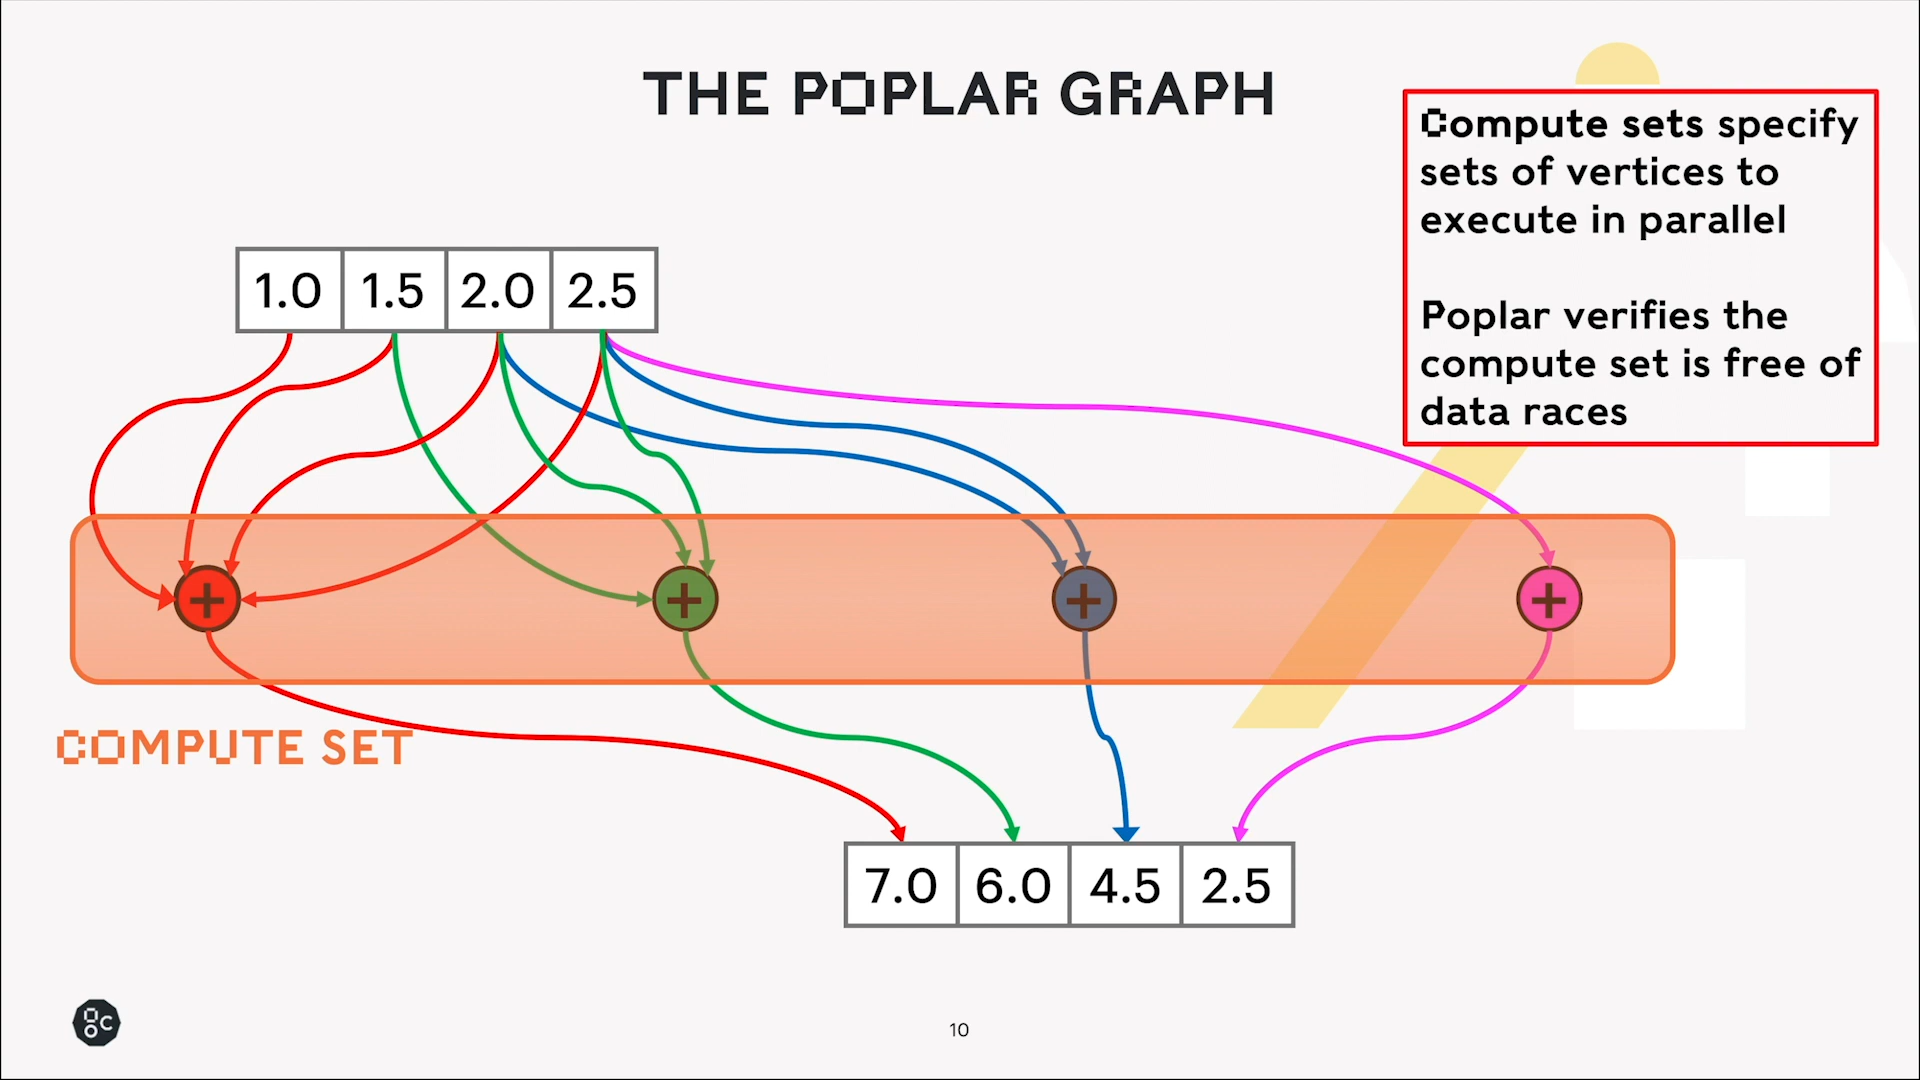 THE POPLAR GRAPH
Compute sets specify
sets of vertices to
execute in parallel
Poplar verifies the
compute set is free of
data races
1.0 1.5 2.0 2.5
+ + + +
COMPUTE SET
7.0 6.0 4.5 2.5
gc
10